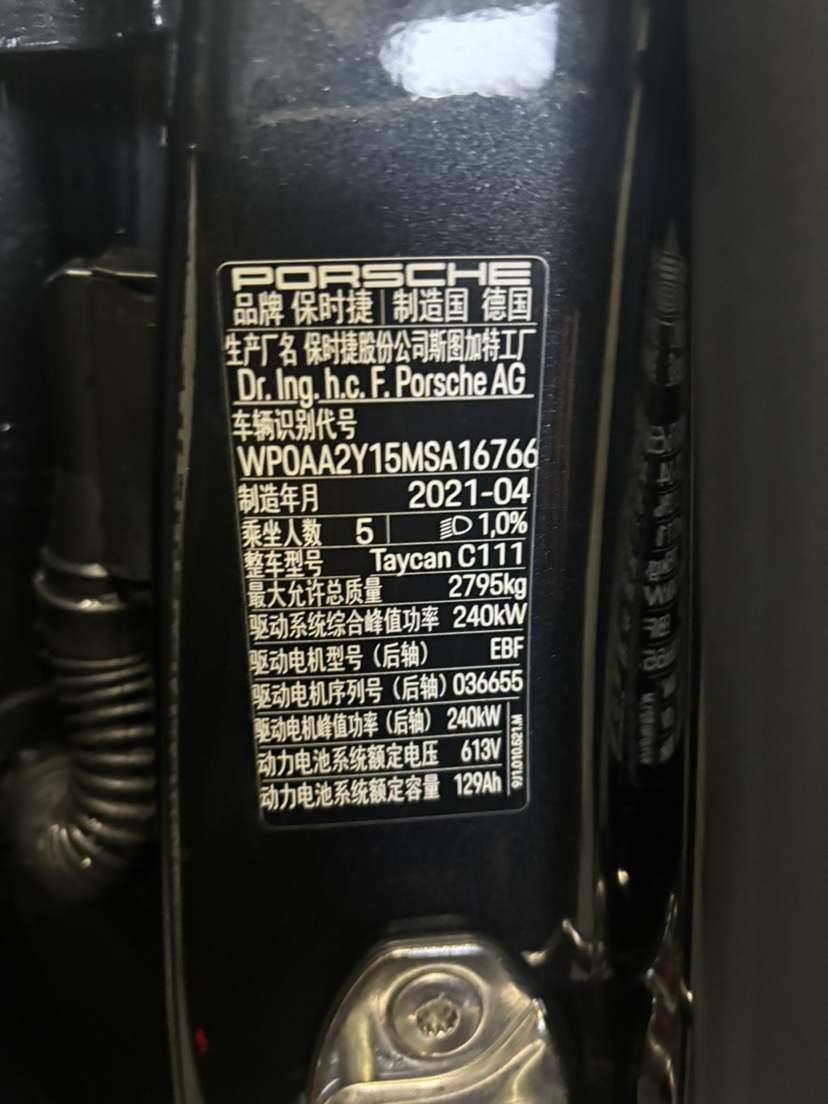 PORSCHE
品牌 保时捷 制造国 德国
生产厂名 保时捷股份公司斯图加特工厂
Dr. Ing. h.c. F. Porsche AG
车辆识别代号
WP0AA2Y15MSA16766
制造年月 2021-04
乘坐人数 5 1,0%
整车型号 Taycan C111
最大允许总质量 2795kg
驱动系统综合峰值功率 240kW
驱动电机型号（后轴） EBF
驱动电机序列号（后轴） 036655
驱动电机峰值功率（后轴） 240kW
动力电池系统额定电压 613V
动力电池系统额定容量 129Ah
9J1.010.521.M